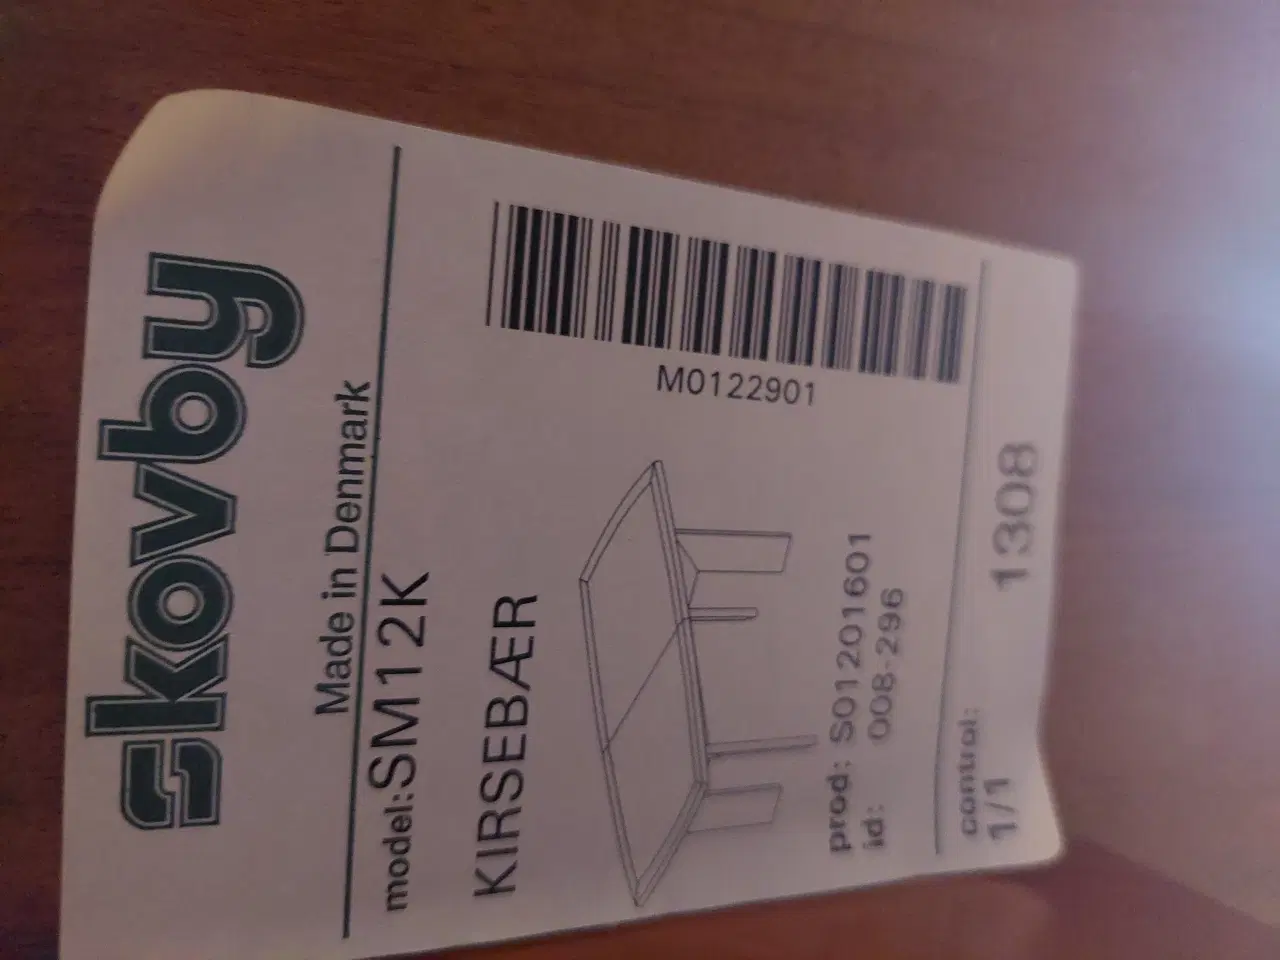 skovby
Made in Denmark
model:SM12K
KIRSEBÆR
M0122901
prod: S01201601
id: 008-296
control:
1/1 1308